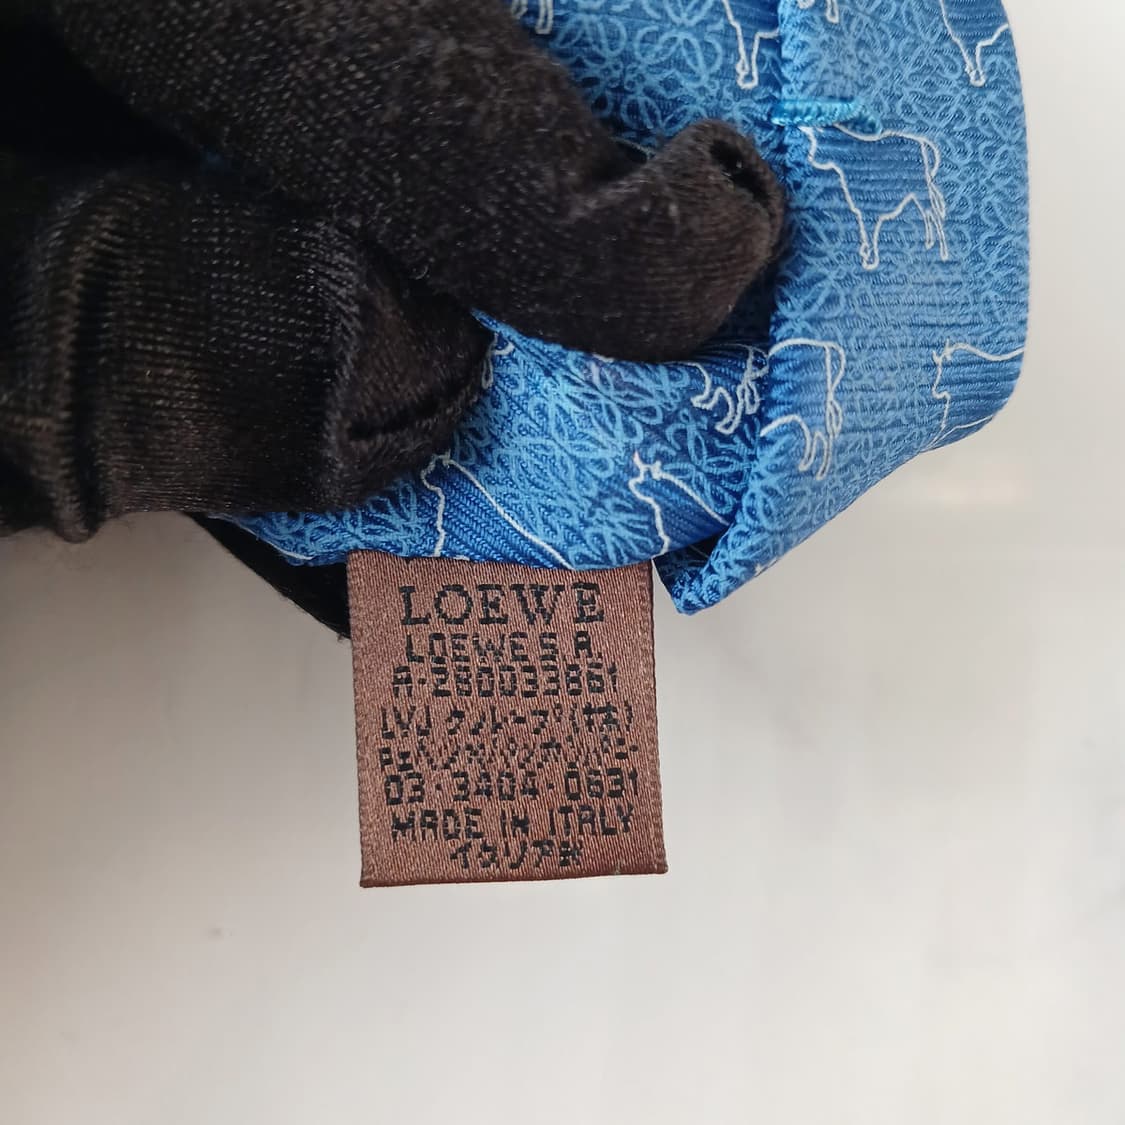 LOEWE
LOEWE S.A.
A-280033861
LVJ グループ(株)
03-3404-0631
MADE IN ITALY
イタリア製